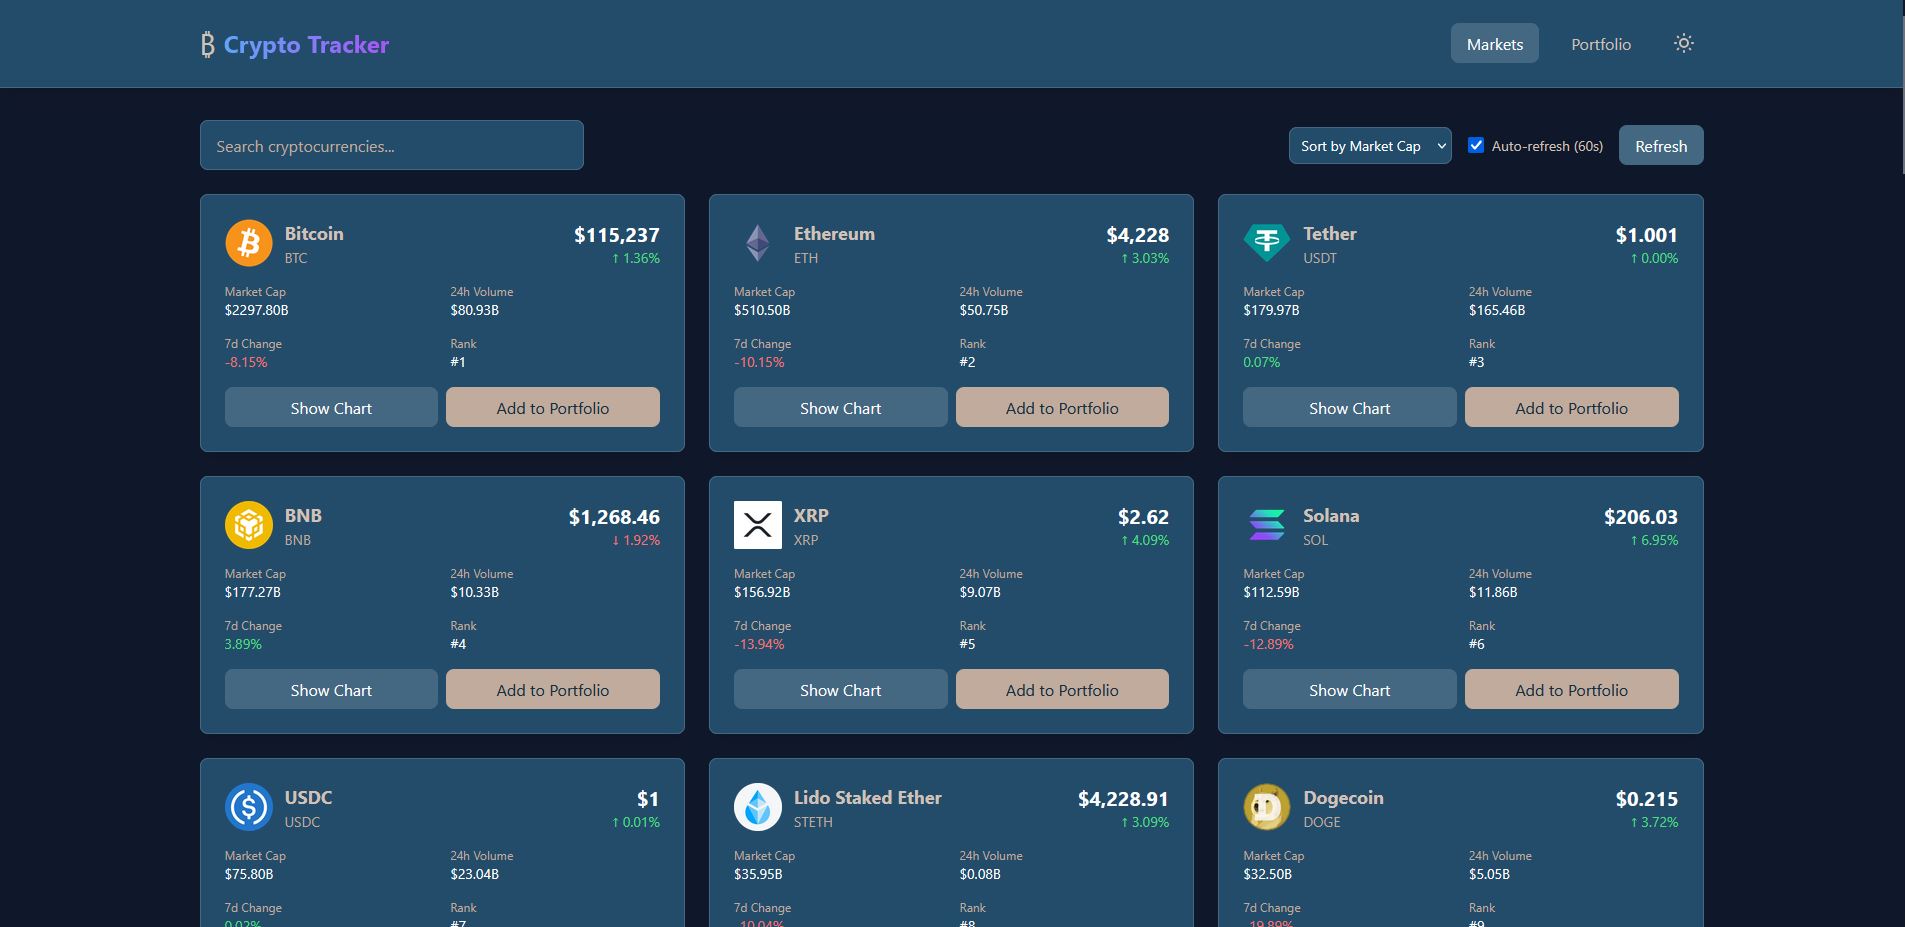 ₿ Crypto Tracker
Markets
Portfolio
Search cryptocurrencies...
Sort by Market Cap
Auto-refresh (60s)
Refresh
Bitcoin
BTC
$115,237
↑ 1.36%
Market Cap
$2297.80B
24h Volume
$80.93B
7d Change
-8.15%
Rank
#1
Show Chart
Add to Portfolio
Ethereum
ETH
$4,228
↑ 3.03%
Market Cap
$510.50B
24h Volume
$50.75B
7d Change
-10.15%
Rank
#2
Show Chart
Add to Portfolio
Tether
USDT
$1.001
↑ 0.00%
Market Cap
$179.97B
24h Volume
$165.46B
7d Change
0.07%
Rank
#3
Show Chart
Add to Portfolio
BNB
BNB
$1,268.46
↓ 1.92%
Market Cap
$177.27B
24h Volume
$10.33B
7d Change
3.89%
Rank
#4
Show Chart
Add to Portfolio
XRP
XRP
$2.62
↑ 4.09%
Market Cap
$156.92B
24h Volume
$9.07B
7d Change
-13.94%
Rank
#5
Show Chart
Add to Portfolio
Solana
SOL
$206.03
↑ 6.95%
Market Cap
$112.59B
24h Volume
$11.86B
7d Change
-12.89%
Rank
#6
Show Chart
Add to Portfolio
USDC
USDC
$1
↑ 0.01%
Market Cap
$75.80B
24h Volume
$23.04B
7d Change
0.02%
Rank
#7
Lido Staked Ether
STETH
$4,228.91
↑ 3.09%
Market Cap
$35.95B
24h Volume
$0.08B
7d Change
-10.04%
Rank
#8
Dogecoin
DOGE
$0.215
↑ 3.72%
Market Cap
$32.50B
24h Volume
$5.05B
7d Change
-19.89%
Rank
#9